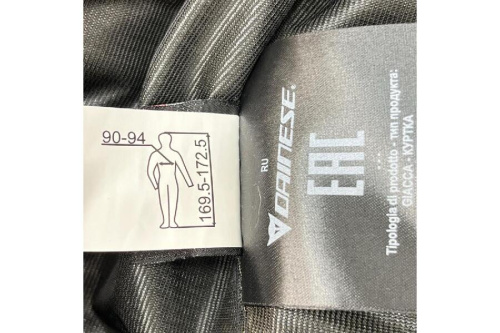 90-94
169.5-172.5
DAINESE®
RU
EAC
Tipologia di prodotto - тип продукта:
GIACCA - КУРТКА